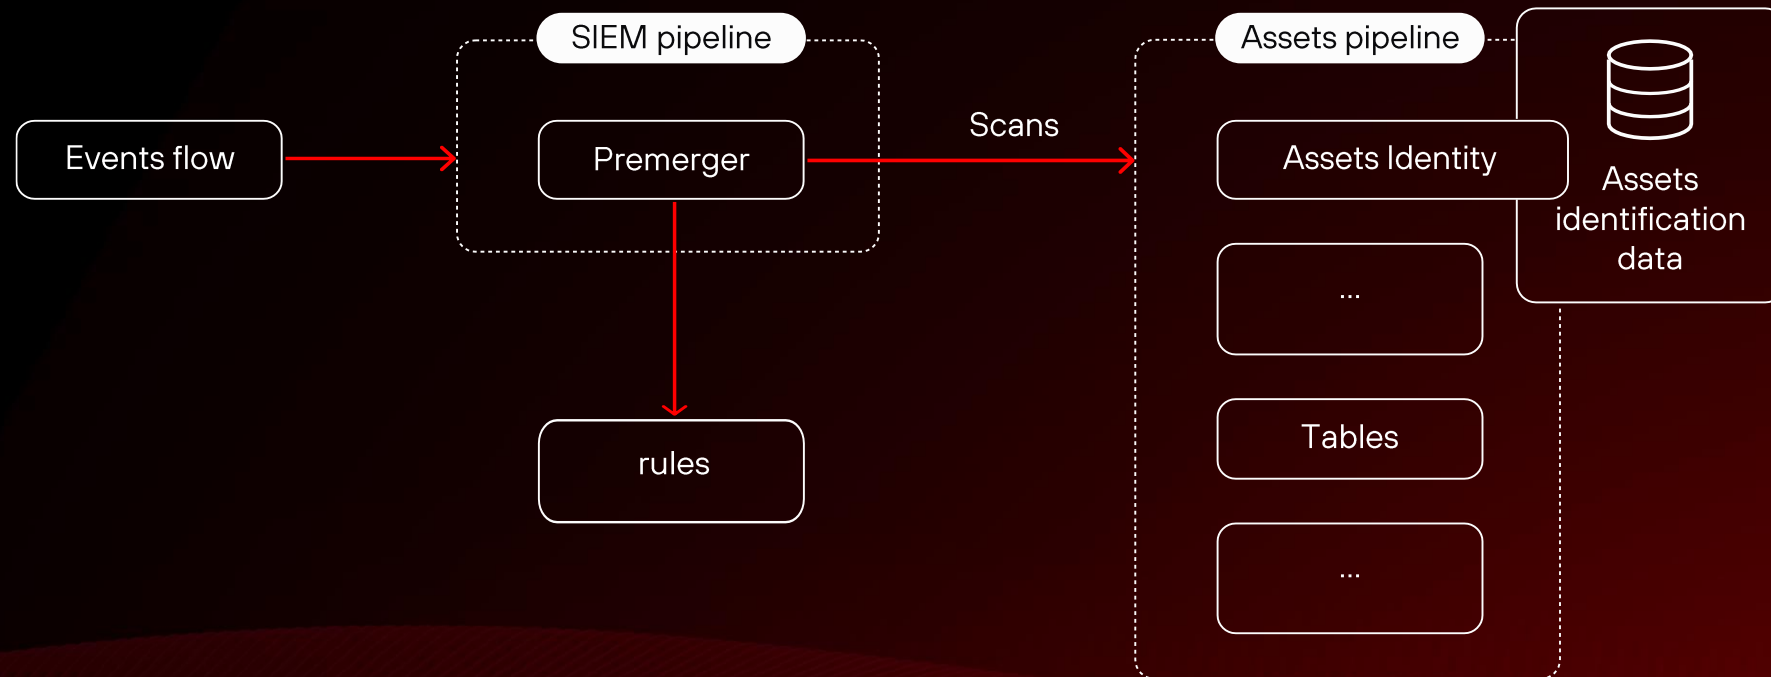 SIEM pipeline
Assets pipeline
Events flow
Premerger
Scans
Assets Identity
Assets
identification
data
...
rules
Tables
...